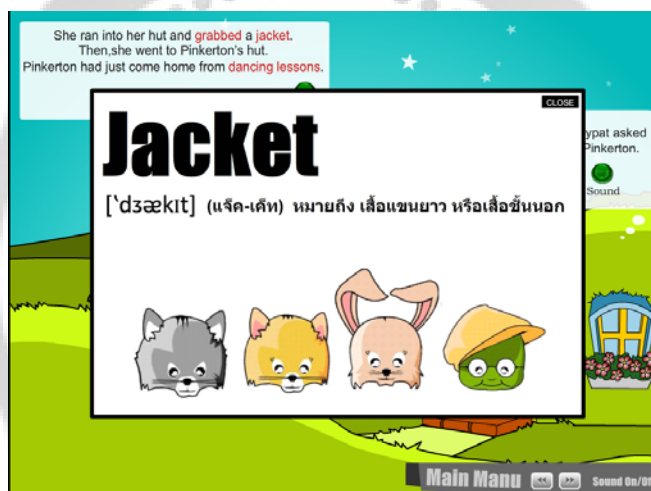 She ran into her hut and grabbed a jacket.
Then,she went to Pinkerton's hut.
Pinkerton had just come home from dancing lessons.
CLOSE
Jacket
['dʒækɪt] (แจ็ค-เค็ท) หมายถึง เสื้อแขนยาว หรือเสื้อชั้นนอก
ypat asked
Pinkerton.
Sound
Main Manu
Sound On/Of